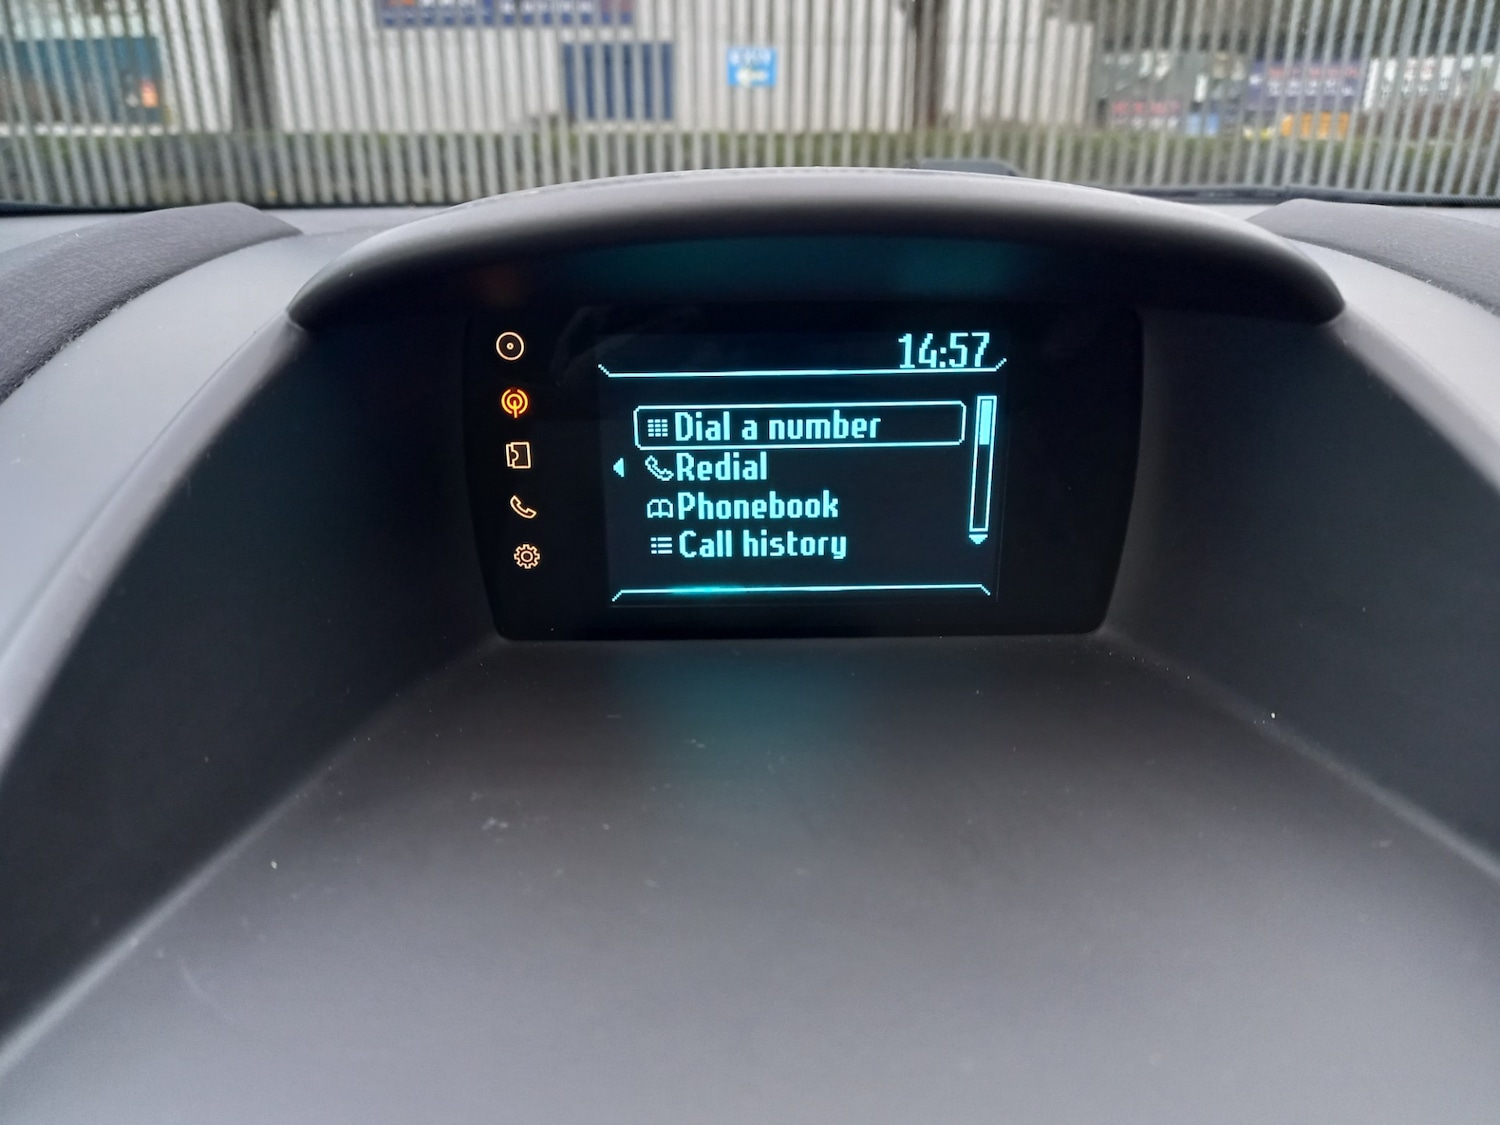 14:57
Dial a number
Redial
Phonebook
Call history